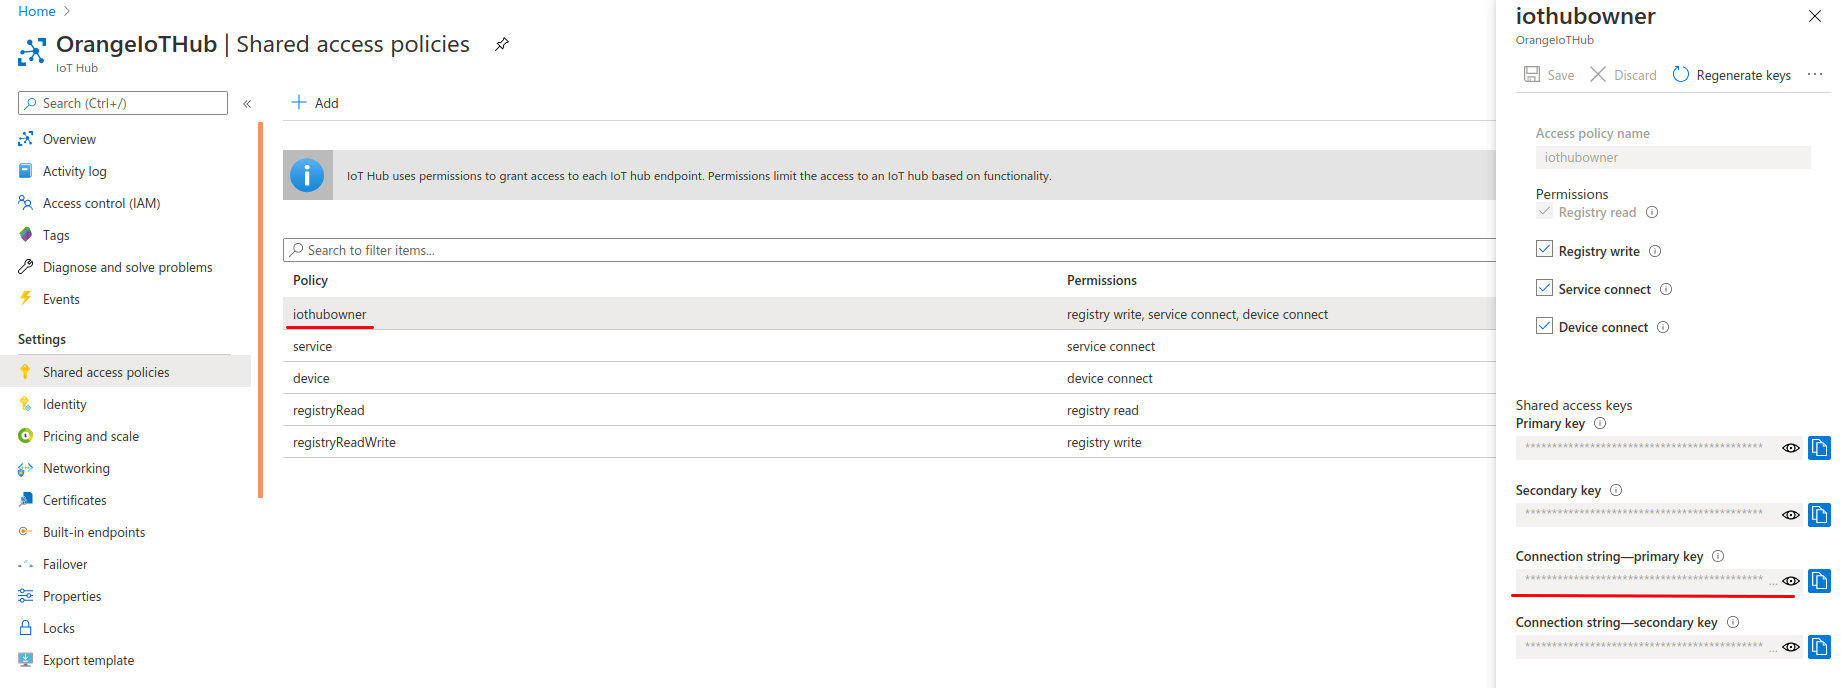 Home
OrangeIoTHub | Shared access policies
IoT Hub
Search (Ctrl+/)
«
Overview
Activity log
Access control (IAM)
Tags
Diagnose and solve problems
Events
Settings
Shared access policies
Identity
Pricing and scale
Networking
Certificates
Built-in endpoints
Failover
Properties
Locks
Export template
Add
IoT Hub uses permissions to grant access to each IoT hub endpoint. Permissions limit the access to an IoT hub based on functionality.
Search to filter items...
Policy Permissions
iothubowner registry write, service connect, device connect
service service connect
device device connect
registryRead registry read
registryReadWrite registry write
iothubowner
OrangeIoTHub
Save Discard Regenerate keys ...
Access policy name
iothubowner
Permissions
Registry read
Registry write
Service connect
Device connect
Shared access keys
Primary key
********************************************
Secondary key
********************************************
Connection string—primary key
******************************************** ...
Connection string—secondary key
******************************************** ...